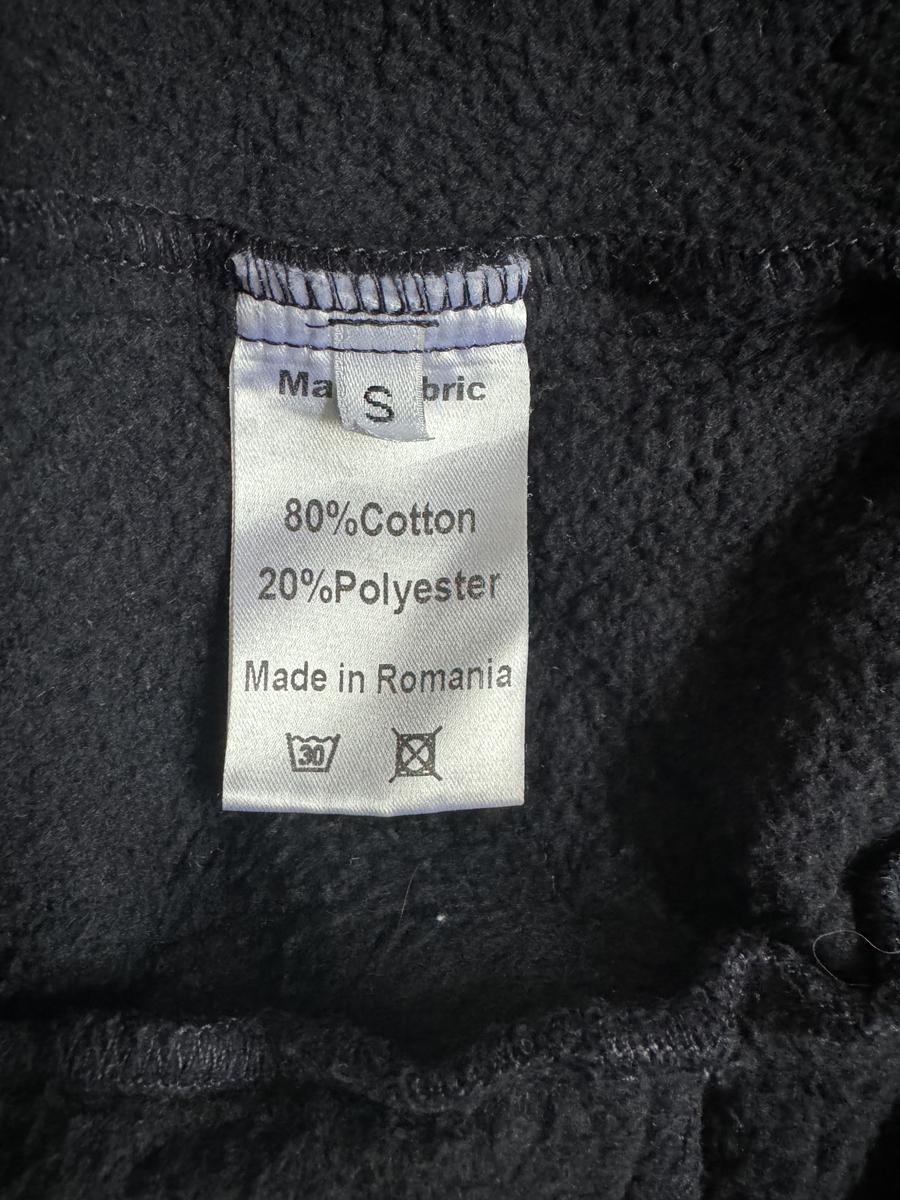 S
80%Cotton
20%Polyester
Made in Romania
30